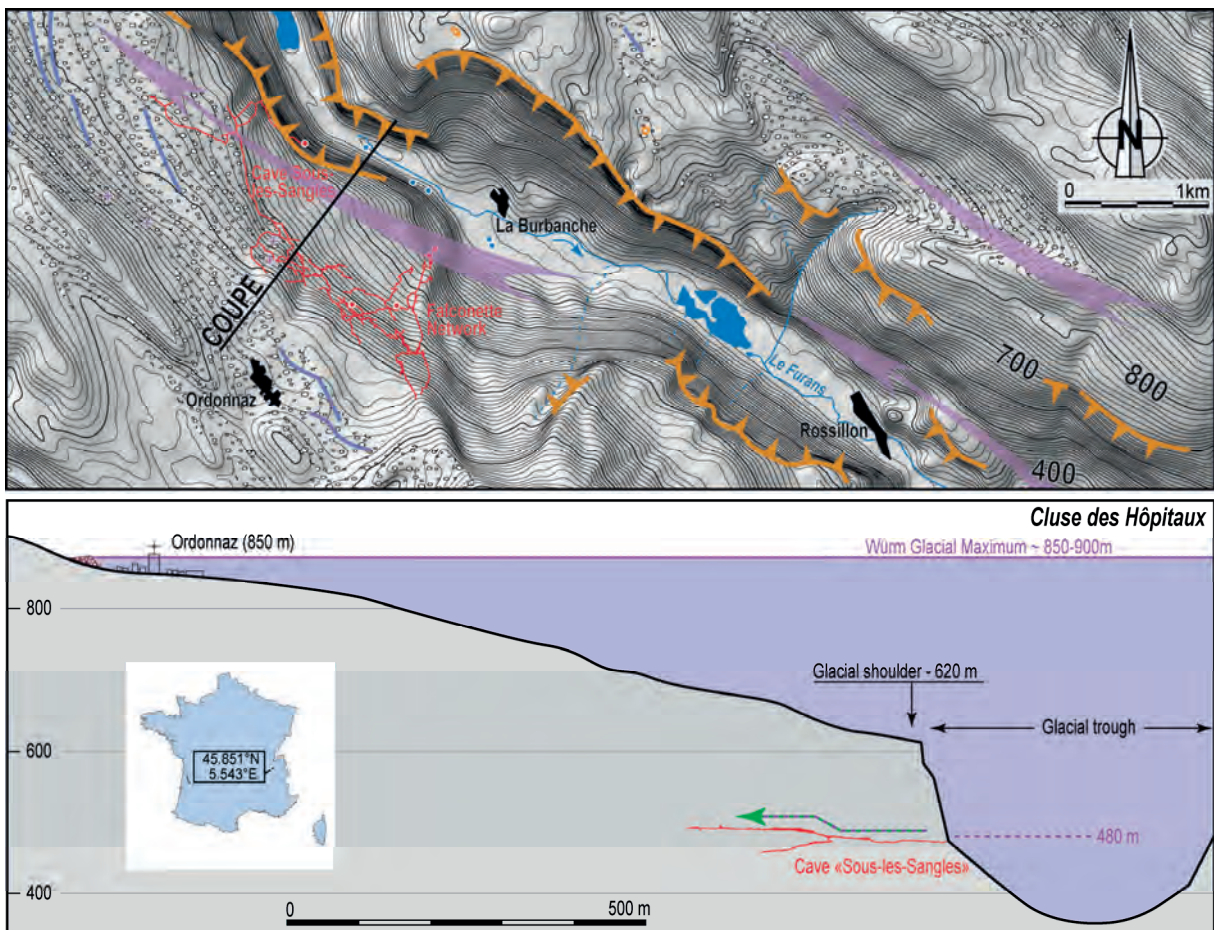 N
0 1km
Cave Sous-
les-Sangles
La Burbanche
COUPE
Falconette
Network
Ordonnaz
Le Furans
Rossillon
700
800
400
Cluse des Hôpitaux
Ordonnaz (850 m)
Würm Glacial Maximum ~ 850-900m
800
Glacial shoulder - 620 m
Glacial trough
600
45.851°N
5.543°E
480 m
Cave «Sous-les-Sangles»
400
0 500 m